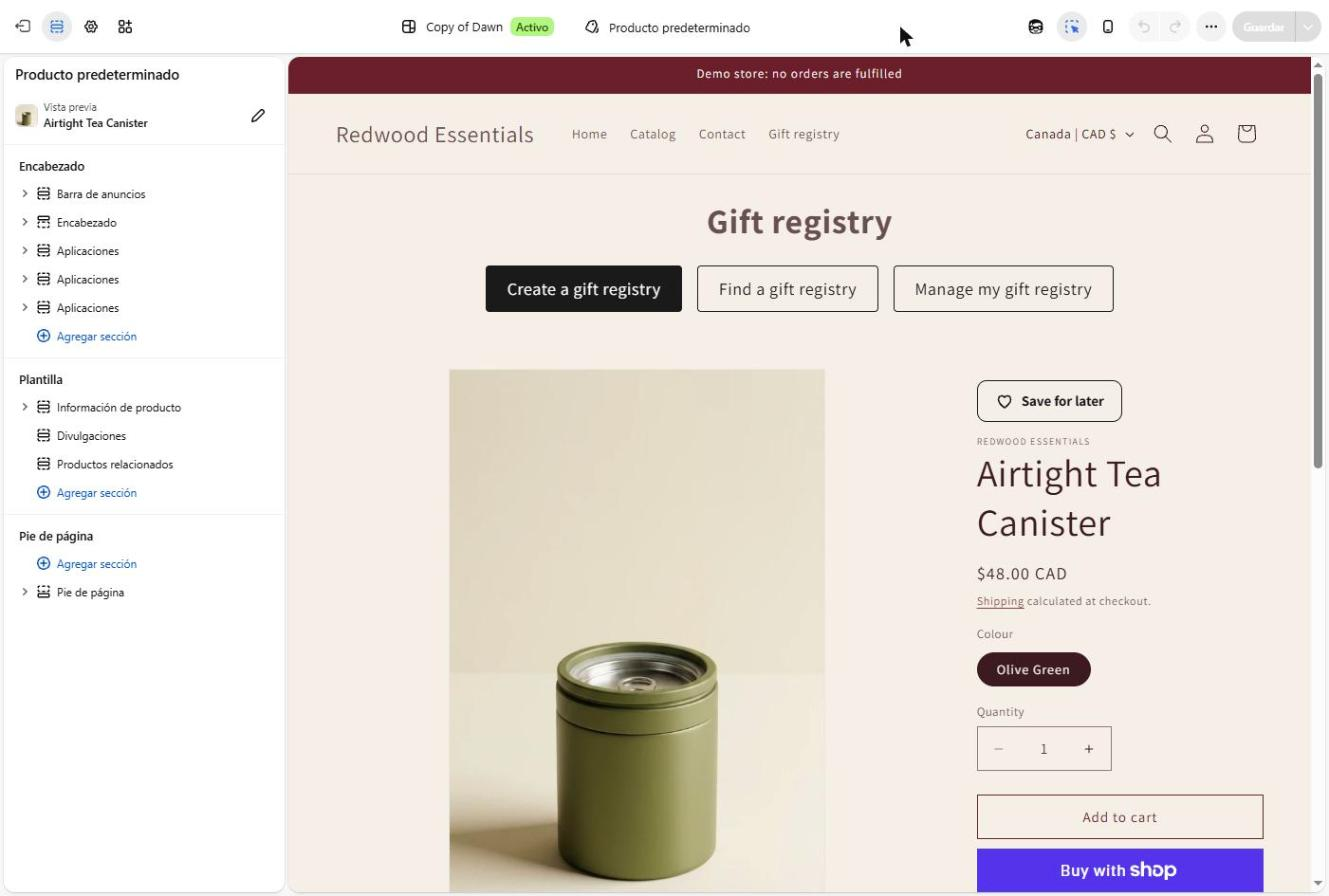 Copy of Dawn Activo Producto predeterminado Guardar
Producto predeterminado
Vista previa
Airtight Tea Canister
Encabezado
Barra de anuncios
Encabezado
Aplicaciones
Aplicaciones
Aplicaciones
Agregar sección
Plantilla
Información de producto
Divulgaciones
Productos relacionados
Agregar sección
Pie de página
Agregar sección
Pie de página
Demo store: no orders are fulfilled
Redwood Essentials Home Catalog Contact Gift registry Canada | CAD $
Gift registry
Create a gift registry Find a gift registry Manage my gift registry
Save for later
REDWOOD ESSENTIALS
Airtight Tea
Canister
$48.00 CAD
Shipping calculated at checkout.
Colour
Olive Green
Quantity
− 1 +
Add to cart
Buy with shop